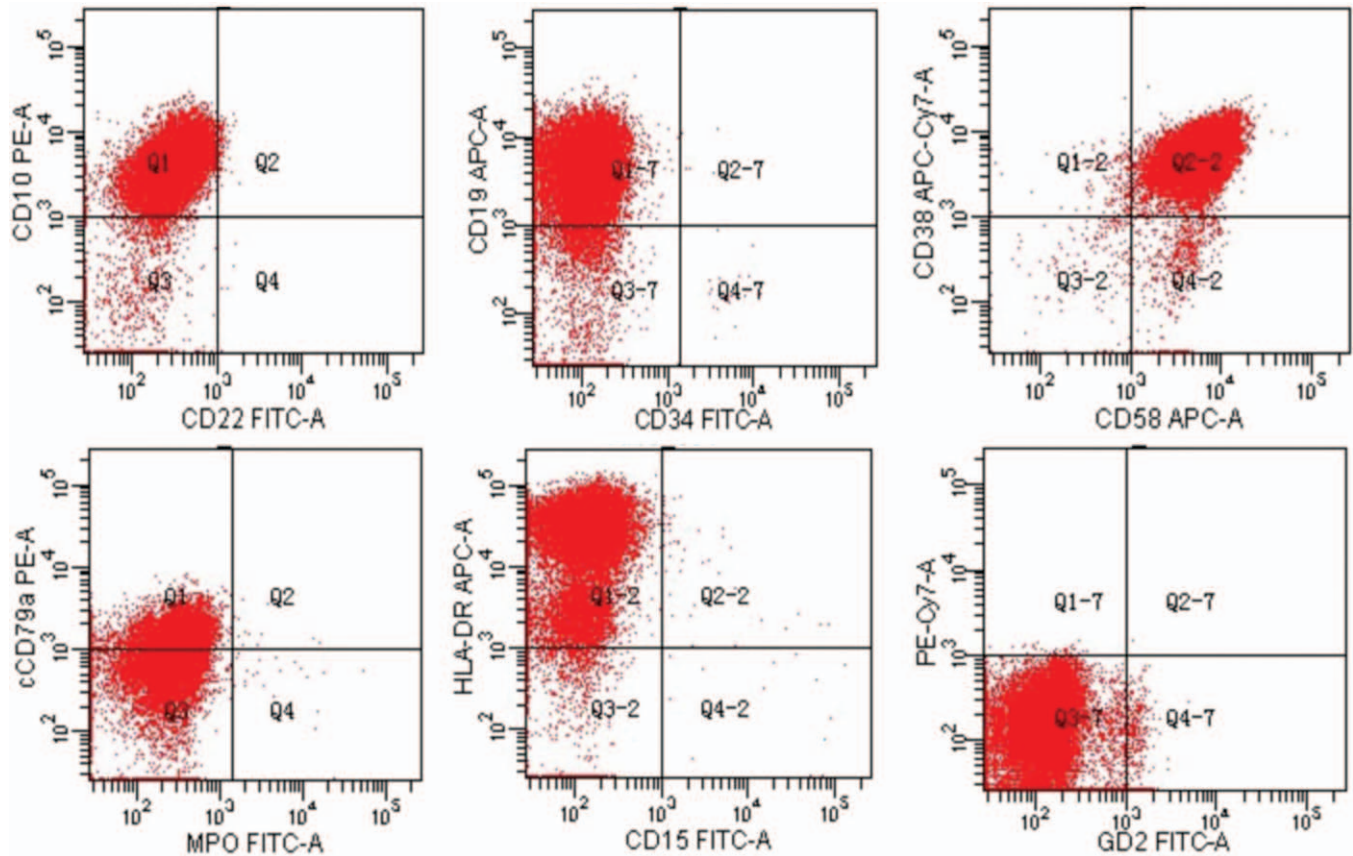 CD10 PE-A
10^5
10^4
10^3
10^2
Q1
Q2
Q3
Q4
10^2 10^3 10^4 10^5
CD22 FITC-A
CD19 APC-A
10^5
10^4
10^3
10^2
Q1-7
Q2-7
Q3-7
Q4-7
10^2 10^3 10^4 10^5
CD34 FITC-A
CD38 APC-Cy7-A
10^5
10^4
10^3
10^2
Q1-2
Q2-2
Q3-2
Q4-2
10^2 10^3 10^4 10^5
CD58 APC-A
cCD79a PE-A
10^5
10^4
10^3
10^2
Q1
Q2
Q3
Q4
10^2 10^3 10^4 10^5
MPO FITC-A
HLA-DR APC-A
10^5
10^4
10^3
10^2
Q1-2
Q2-2
Q3-2
Q4-2
10^2 10^3 10^4 10^5
CD15 FITC-A
PE-Cy7-A
10^5
10^4
10^3
10^2
Q1-7
Q2-7
Q3-7
Q4-7
10^2 10^3 10^4 10^5
GD2 FITC-A